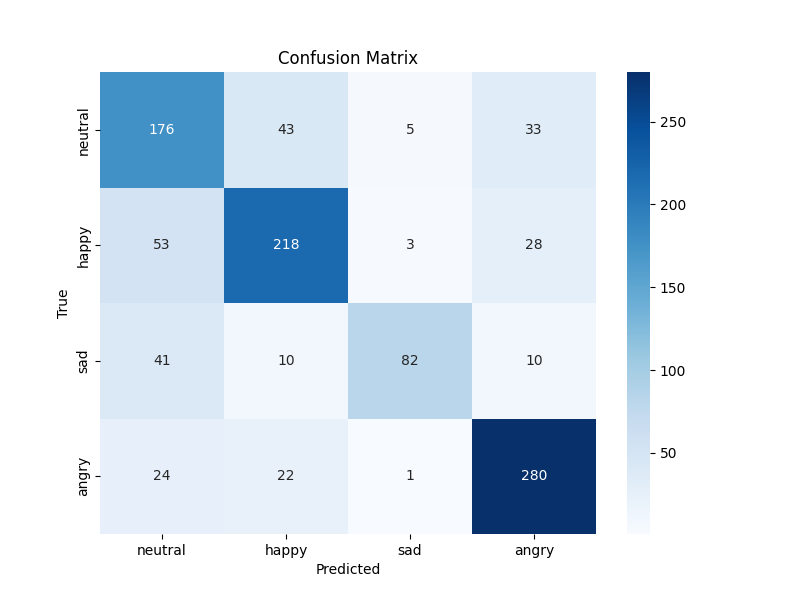 Confusion Matrix
True
neutral 176 43 5 33
happy 53 218 3 28
sad 41 10 82 10
angry 24 22 1 280
neutral happy sad angry
Predicted
250
200
150
100
50